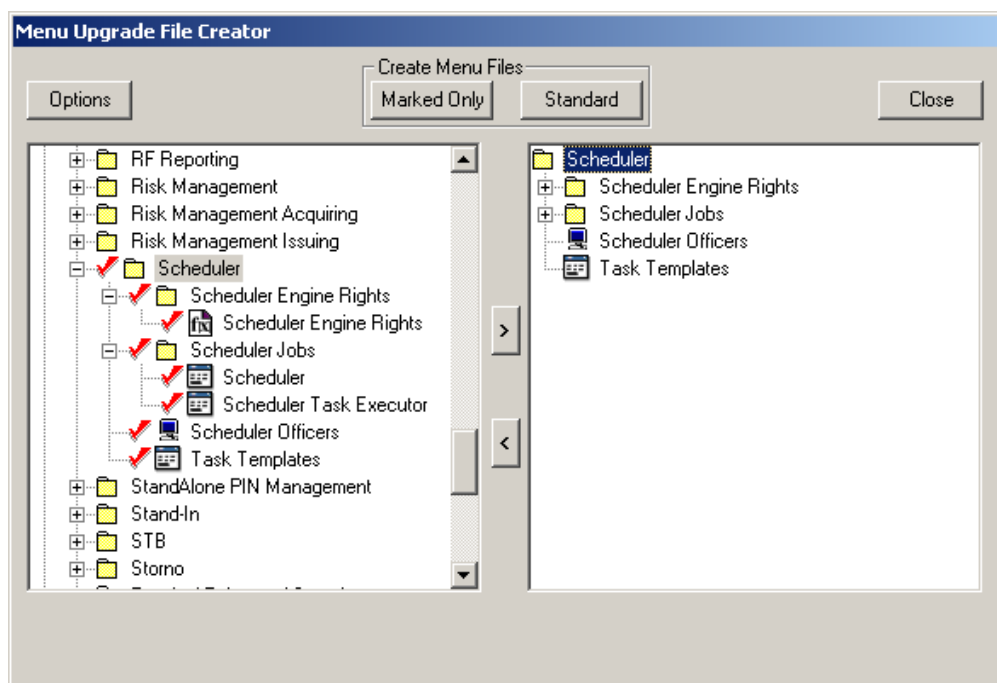 Menu Upgrade File Creator
Create Menu Files
Options
Marked Only
Standard
Close
RF Reporting
Risk Management
Risk Management Acquiring
Risk Management Issuing
Scheduler
Scheduler Engine Rights
Scheduler Engine Rights
Scheduler Jobs
Scheduler
Scheduler Task Executor
Scheduler Officers
Task Templates
StandAlone PIN Management
Stand-In
STB
Storno
>
<
Scheduler
Scheduler Engine Rights
Scheduler Jobs
Scheduler Officers
Task Templates